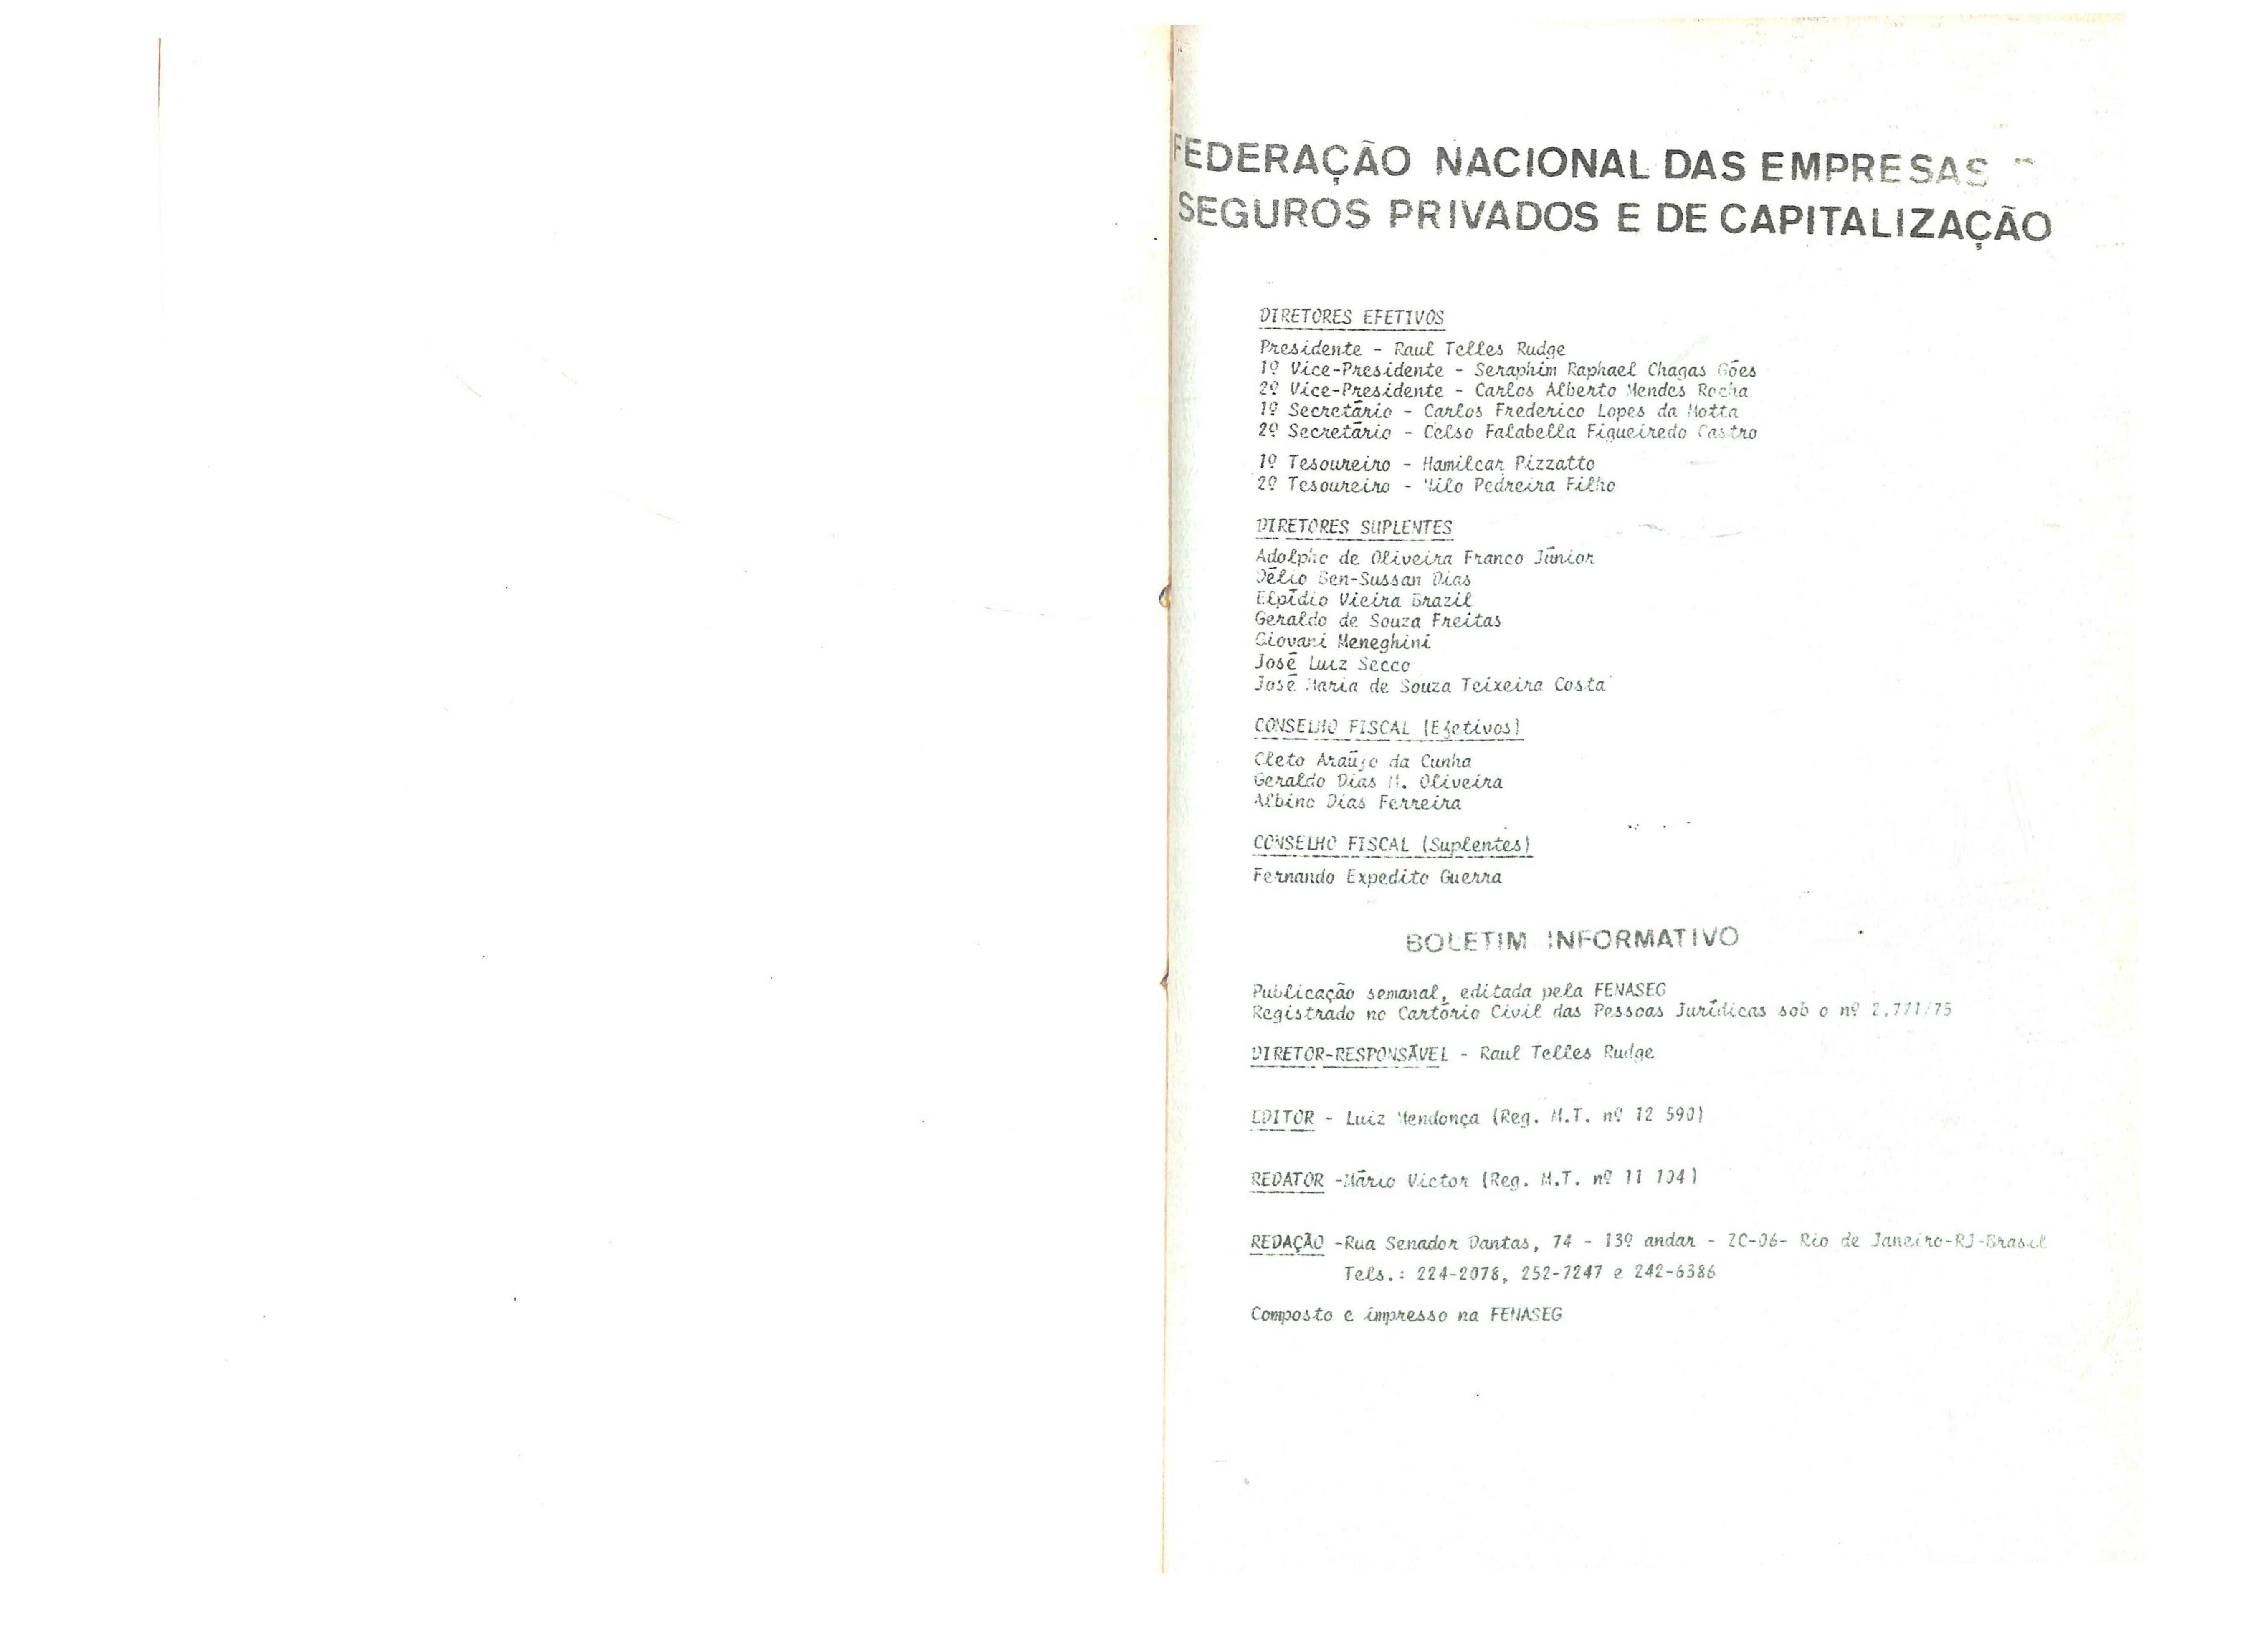 FEDERAÇÃO NACIONAL DAS EMPRESAS
SEGUROS PRIVADOS E DE CAPITALIZAÇÃO
DIRETORES EFETIVOS
Presidente - Raul Telles Rudge
1º Vice-Presidente - Seraphim Raphael Chagas Góes
2º Vice-Presidente - Carlos Alberto Mendes Rocha
1º Secretário - Carlos Frederico Lopes da Motta
2º Secretário - Celso Falabella Figueiredo Castro
1º Tesoureiro - Hamilcar Pizzatto
2º Tesoureiro - Nilo Pedreira Filho
DIRETORES SUPLENTES
Adolpho de Oliveira Franco Júnior
Délio Ben-Sussan Dias
Elpídio Vieira Brazil
Geraldo de Souza Freitas
Giovani Meneghini
José Luiz Secco
José Maria de Souza Teixeira Costa
CONSELHO FISCAL (Efetivos)
Cleto Araújo da Cunha
Geraldo Dias M. Oliveira
Albino Dias Ferreira
CONSELHO FISCAL (Suplentes)
Fernando Expedito Guerra
BOLETIM INFORMATIVO
Publicação semanal, editada pela FENASEG
Registrado no Cartório Civil das Pessoas Jurídicas sob o nº 2.771/75
DIRETOR-RESPONSÁVEL - Raul Telles Rudge
EDITOR - Luiz Mendonça (Reg. M.T. nº 12 590)
REDATOR -Mário Victor (Reg. M.T. nº 11 104)
REDAÇÃO -Rua Senador Dantas, 74 - 13º andar - ZC-06- Rio de Janeiro-RJ-Brasil
Tels.: 224-2078, 252-7247 e 242-6386
Composto e impresso na FENASEG